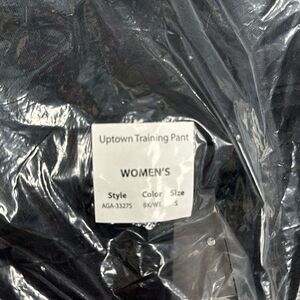 Uptown Training Pant
WOMEN'S
Style Color Size
AGA-3327S BK/WE S